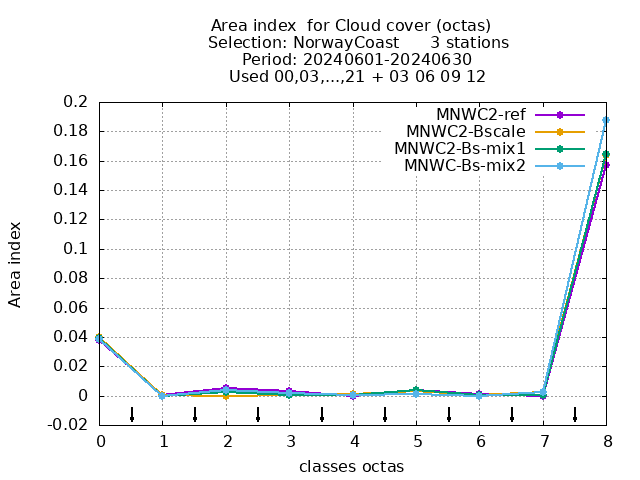 Area index  for Cloud cover (octas)
Selection: NorwayCoast      3 stations
Period: 20240601-20240630
Used 00,03,...,21 + 03 06 09 12
MNWC2-ref
MNWC2-Bscale
MNWC2-Bs-mix1
MNWC-Bs-mix2
0.2
0.18
0.16
0.14
0.12
0.1
0.08
0.06
0.04
0.02
0
-0.02
Area index
0 1 2 3 4 5 6 7 8
classes octas